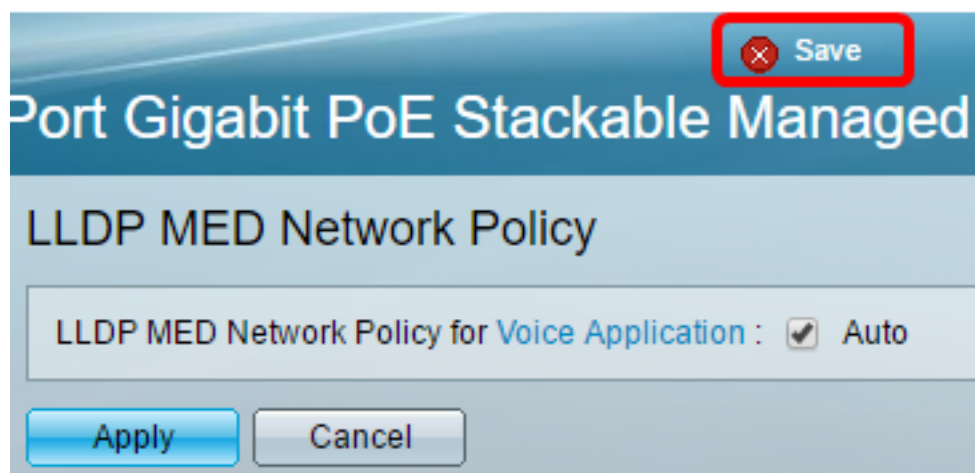 Save
Port Gigabit PoE Stackable Managed
LLDP MED Network Policy
LLDP MED Network Policy for Voice Application : Auto
Apply Cancel